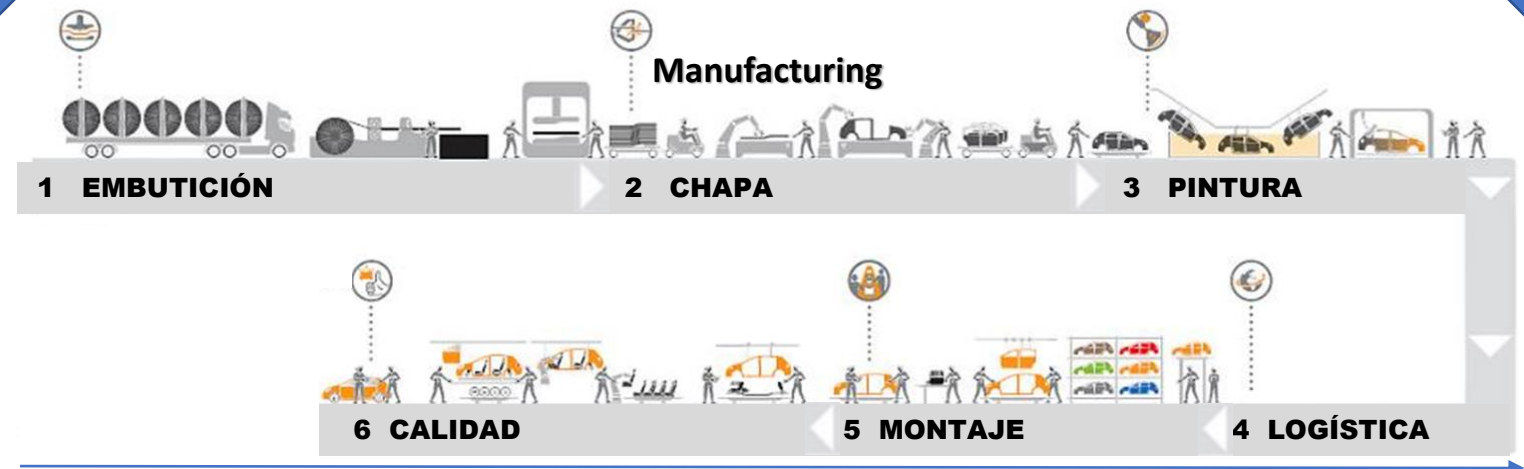 Manufacturing
1 EMBUTICIÓN
2 CHAPA
3 PINTURA
6 CALIDAD
5 MONTAJE
4 LOGÍSTICA